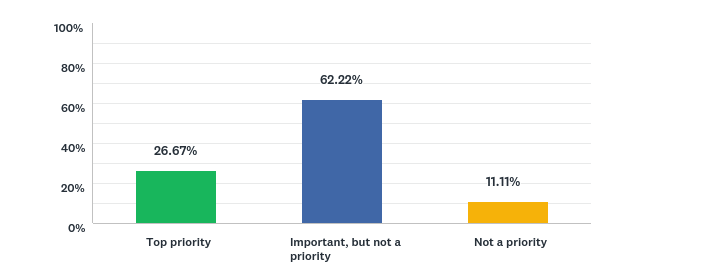 100%
80%
60%
40%
20%
0%
26.67%
62.22%
11.11%
Top priority
Important, but not a
priority
Not a priority